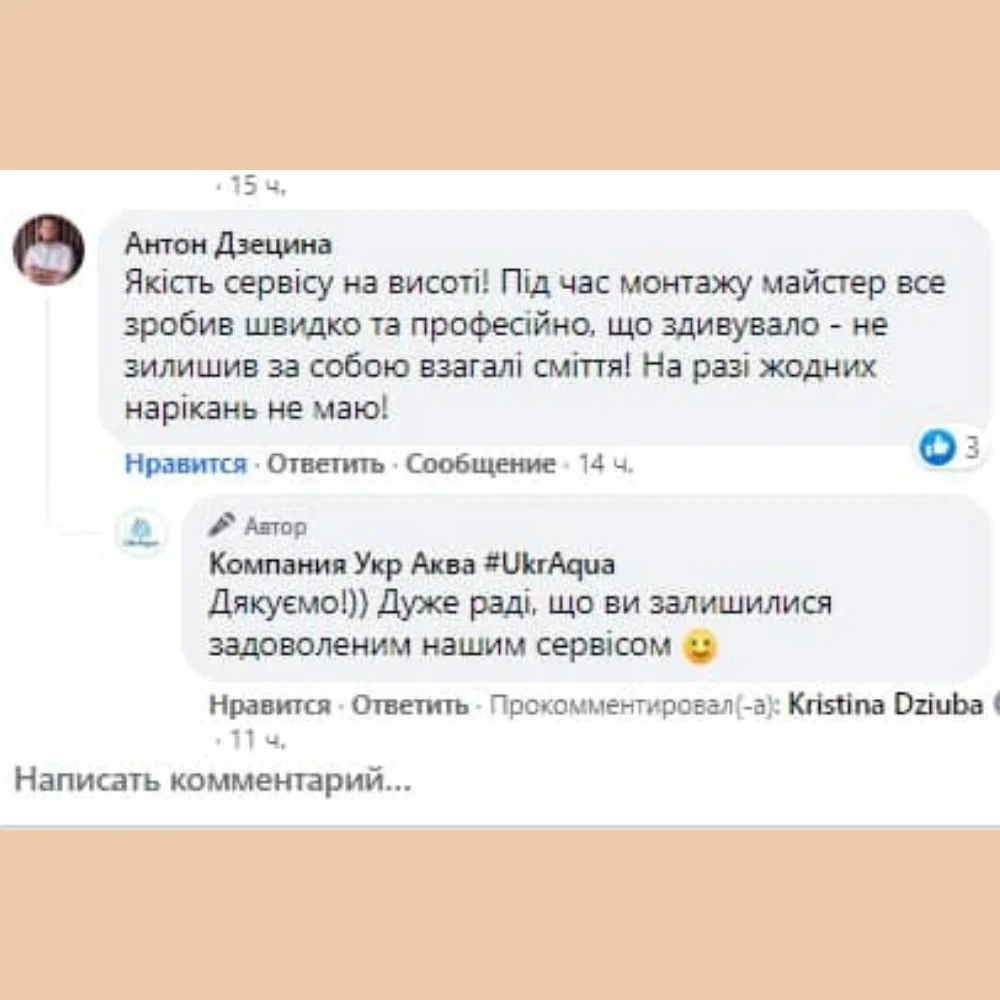 · 15 ч.
Антон Дзецина
Якість сервісу на висоті! Під час монтажу майстер все
зробив швидко та професійно, що здивувало - не
зилишив за собою взагалі сміття! На разі жодних
нарікань не маю!
3
Нравится · Ответить · Сообщение · 14 ч.
Автор
Компания Укр Аква #UkrAqua
Дякуємо!)) Дуже раді, що ви залишилися
задоволеним нашим сервісом 🙂
Нравится · Ответить · Прокомментировал(-а): Kristina Dziuba
· 11 ч.
Написать комментарий...